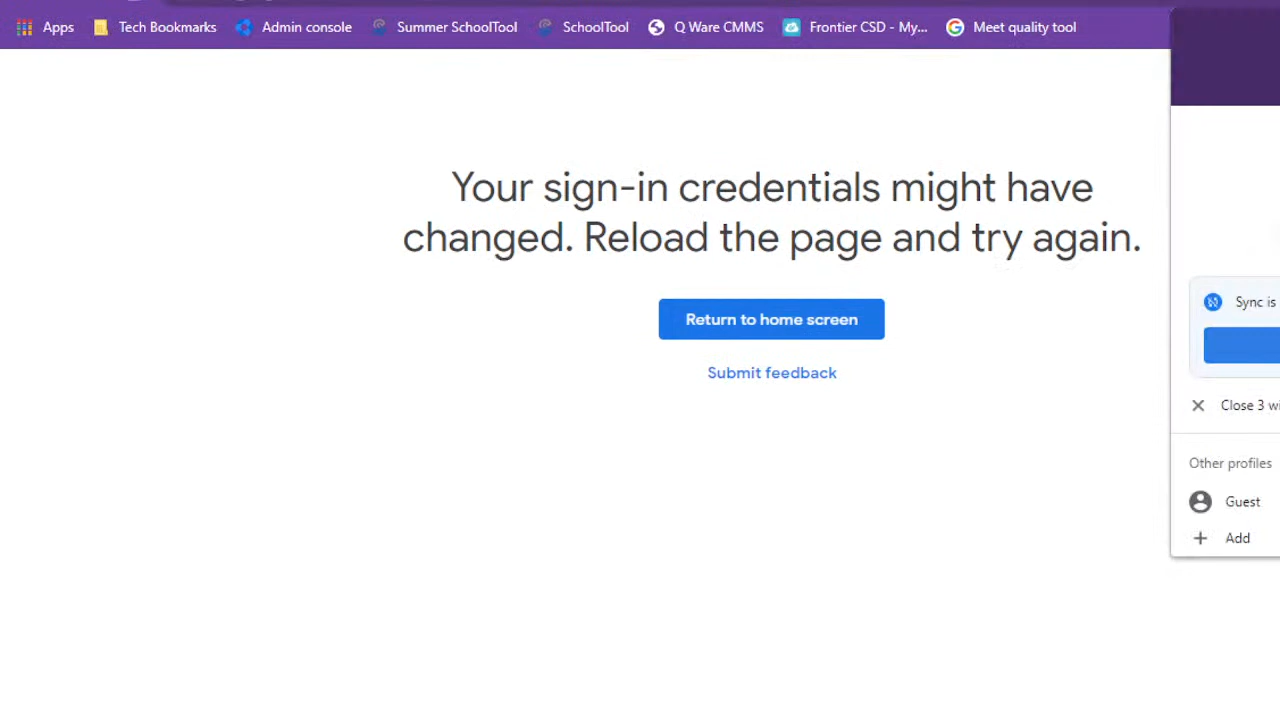 Apps Tech Bookmarks Admin console Summer SchoolTool SchoolTool Q Ware CMMS Frontier CSD - My... Meet quality tool
Your sign-in credentials might have
changed. Reload the page and try again.
Return to home screen
Submit feedback
Sync is
Close 3 wi
Other profiles
Guest
Add